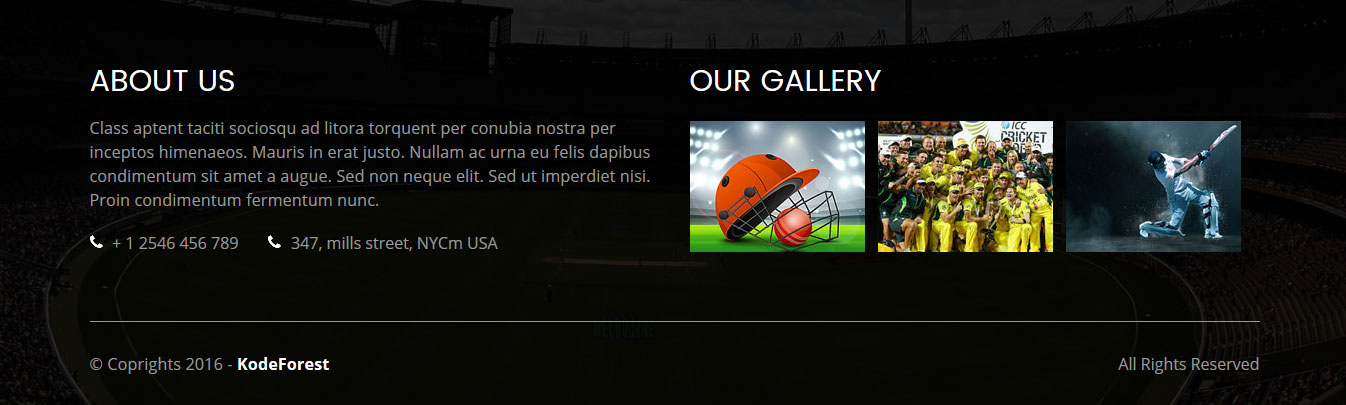 ABOUT US
Class aptent taciti sociosqu ad litora torquent per conubia nostra per
inceptos himenaeos. Mauris in erat justo. Nullam ac urna eu felis dapibus
condimentum sit amet a augue. Sed non neque elit. Sed ut imperdiet nisi.
Proin condimentum fermentum nunc.
+ 1 2546 456 789
347, mills street, NYCm USA
OUR GALLERY
ICC
CRICKET
MELBOURNE
© Coprights 2016 - KodeForest
All Rights Reserved